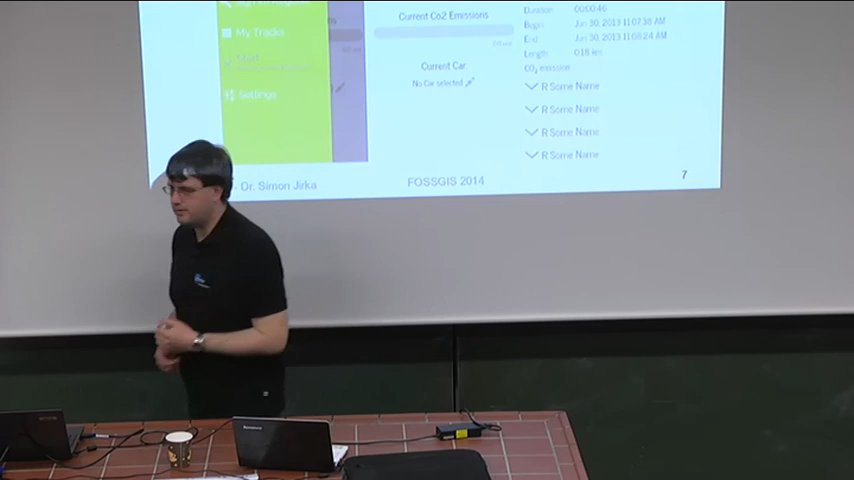 My Tracks
Start
Settings
Current Co2 Emissions
Current Car
No Car selected
Duration 00:00:46
Begin Jun 30, 2013 11:07:38 AM
End Jun 30, 2013 11:08:24 AM
Length 0.18 km
CO2 emission
R Some Name
R Some Name
R Some Name
R Some Name
Dr. Simon Jirka
FOSSGIS 2014
7